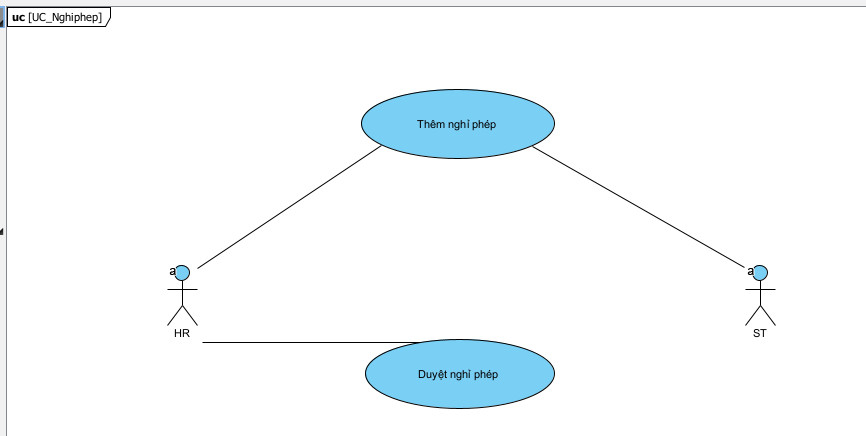 uc [UC_Nghiphep]
Thêm nghỉ phép
a
a
HR
ST
Duyệt nghỉ phép